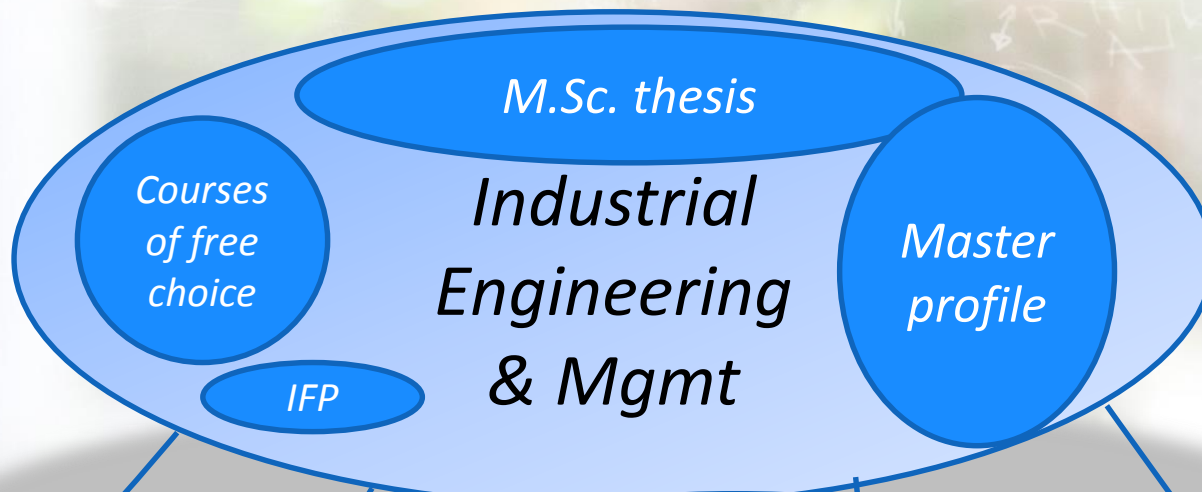 M.Sc. thesis
Courses
of free
choice
Industrial
Engineering
& Mgmt
Master
profile
IFP